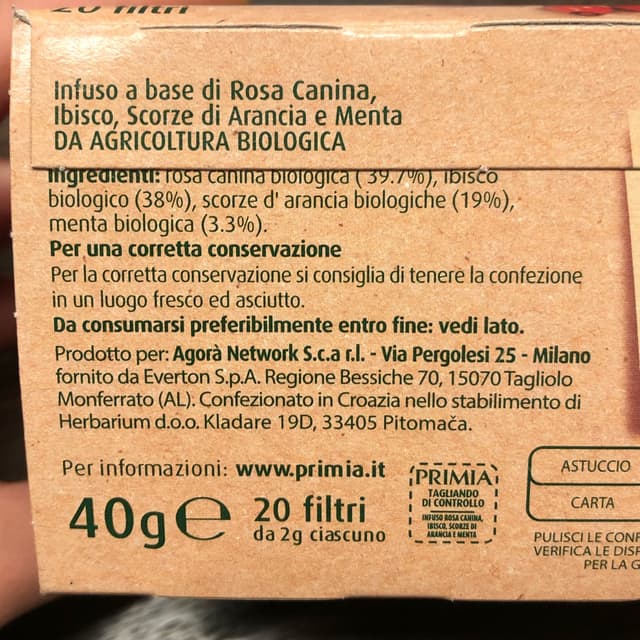 20 filtri
Infuso a base di Rosa Canina,
Ibisco, Scorze di Arancia e Menta
DA AGRICOLTURA BIOLOGICA
Ingredienti: rosa canina biologica (39.7%), ibisco
biologico (38%), scorze d' arancia biologiche (19%),
menta biologica (3.3%).
Per una corretta conservazione
Per la corretta conservazione si consiglia di tenere la confezione
in un luogo fresco ed asciutto.
Da consumarsi preferibilmente entro fine: vedi lato.
Prodotto per: Agorà Network S.c.a r.l. - Via Pergolesi 25 - Milano
fornito da Everton S.p.A. Regione Bessiche 70, 15070 Tagliolo
Monferrato (AL). Confezionato in Croazia nello stabilimento di
Herbarium d.o.o. Kladare 19D, 33405 Pitomača.
Per informazioni: www.primia.it
40g e
20 filtri
da 2g ciascuno
PRIMIA
TAGLIANDO
DI CONTROLLO
INFUSO ROSA CANINA,
IBISCO, SCORZE DI
ARANCIA E MENTA
ASTUCCIO
CARTA
PULISCI LE CONF
VERIFICA LE DISP
PER LA G